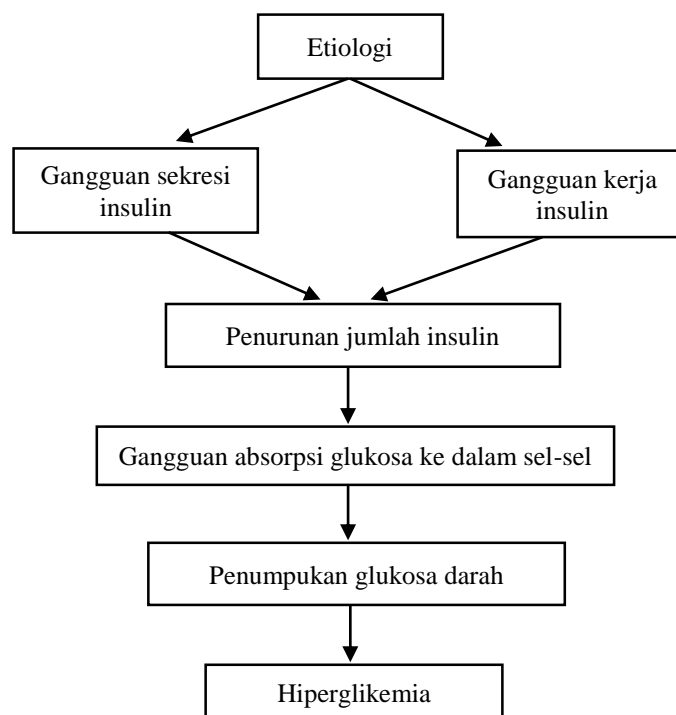 Etiologi
Gangguan sekresi
insulin
Gangguan kerja
insulin
Penurunan jumlah insulin
Gangguan absorpsi glukosa ke dalam sel-sel
Penumpukan glukosa darah
Hiperglikemia